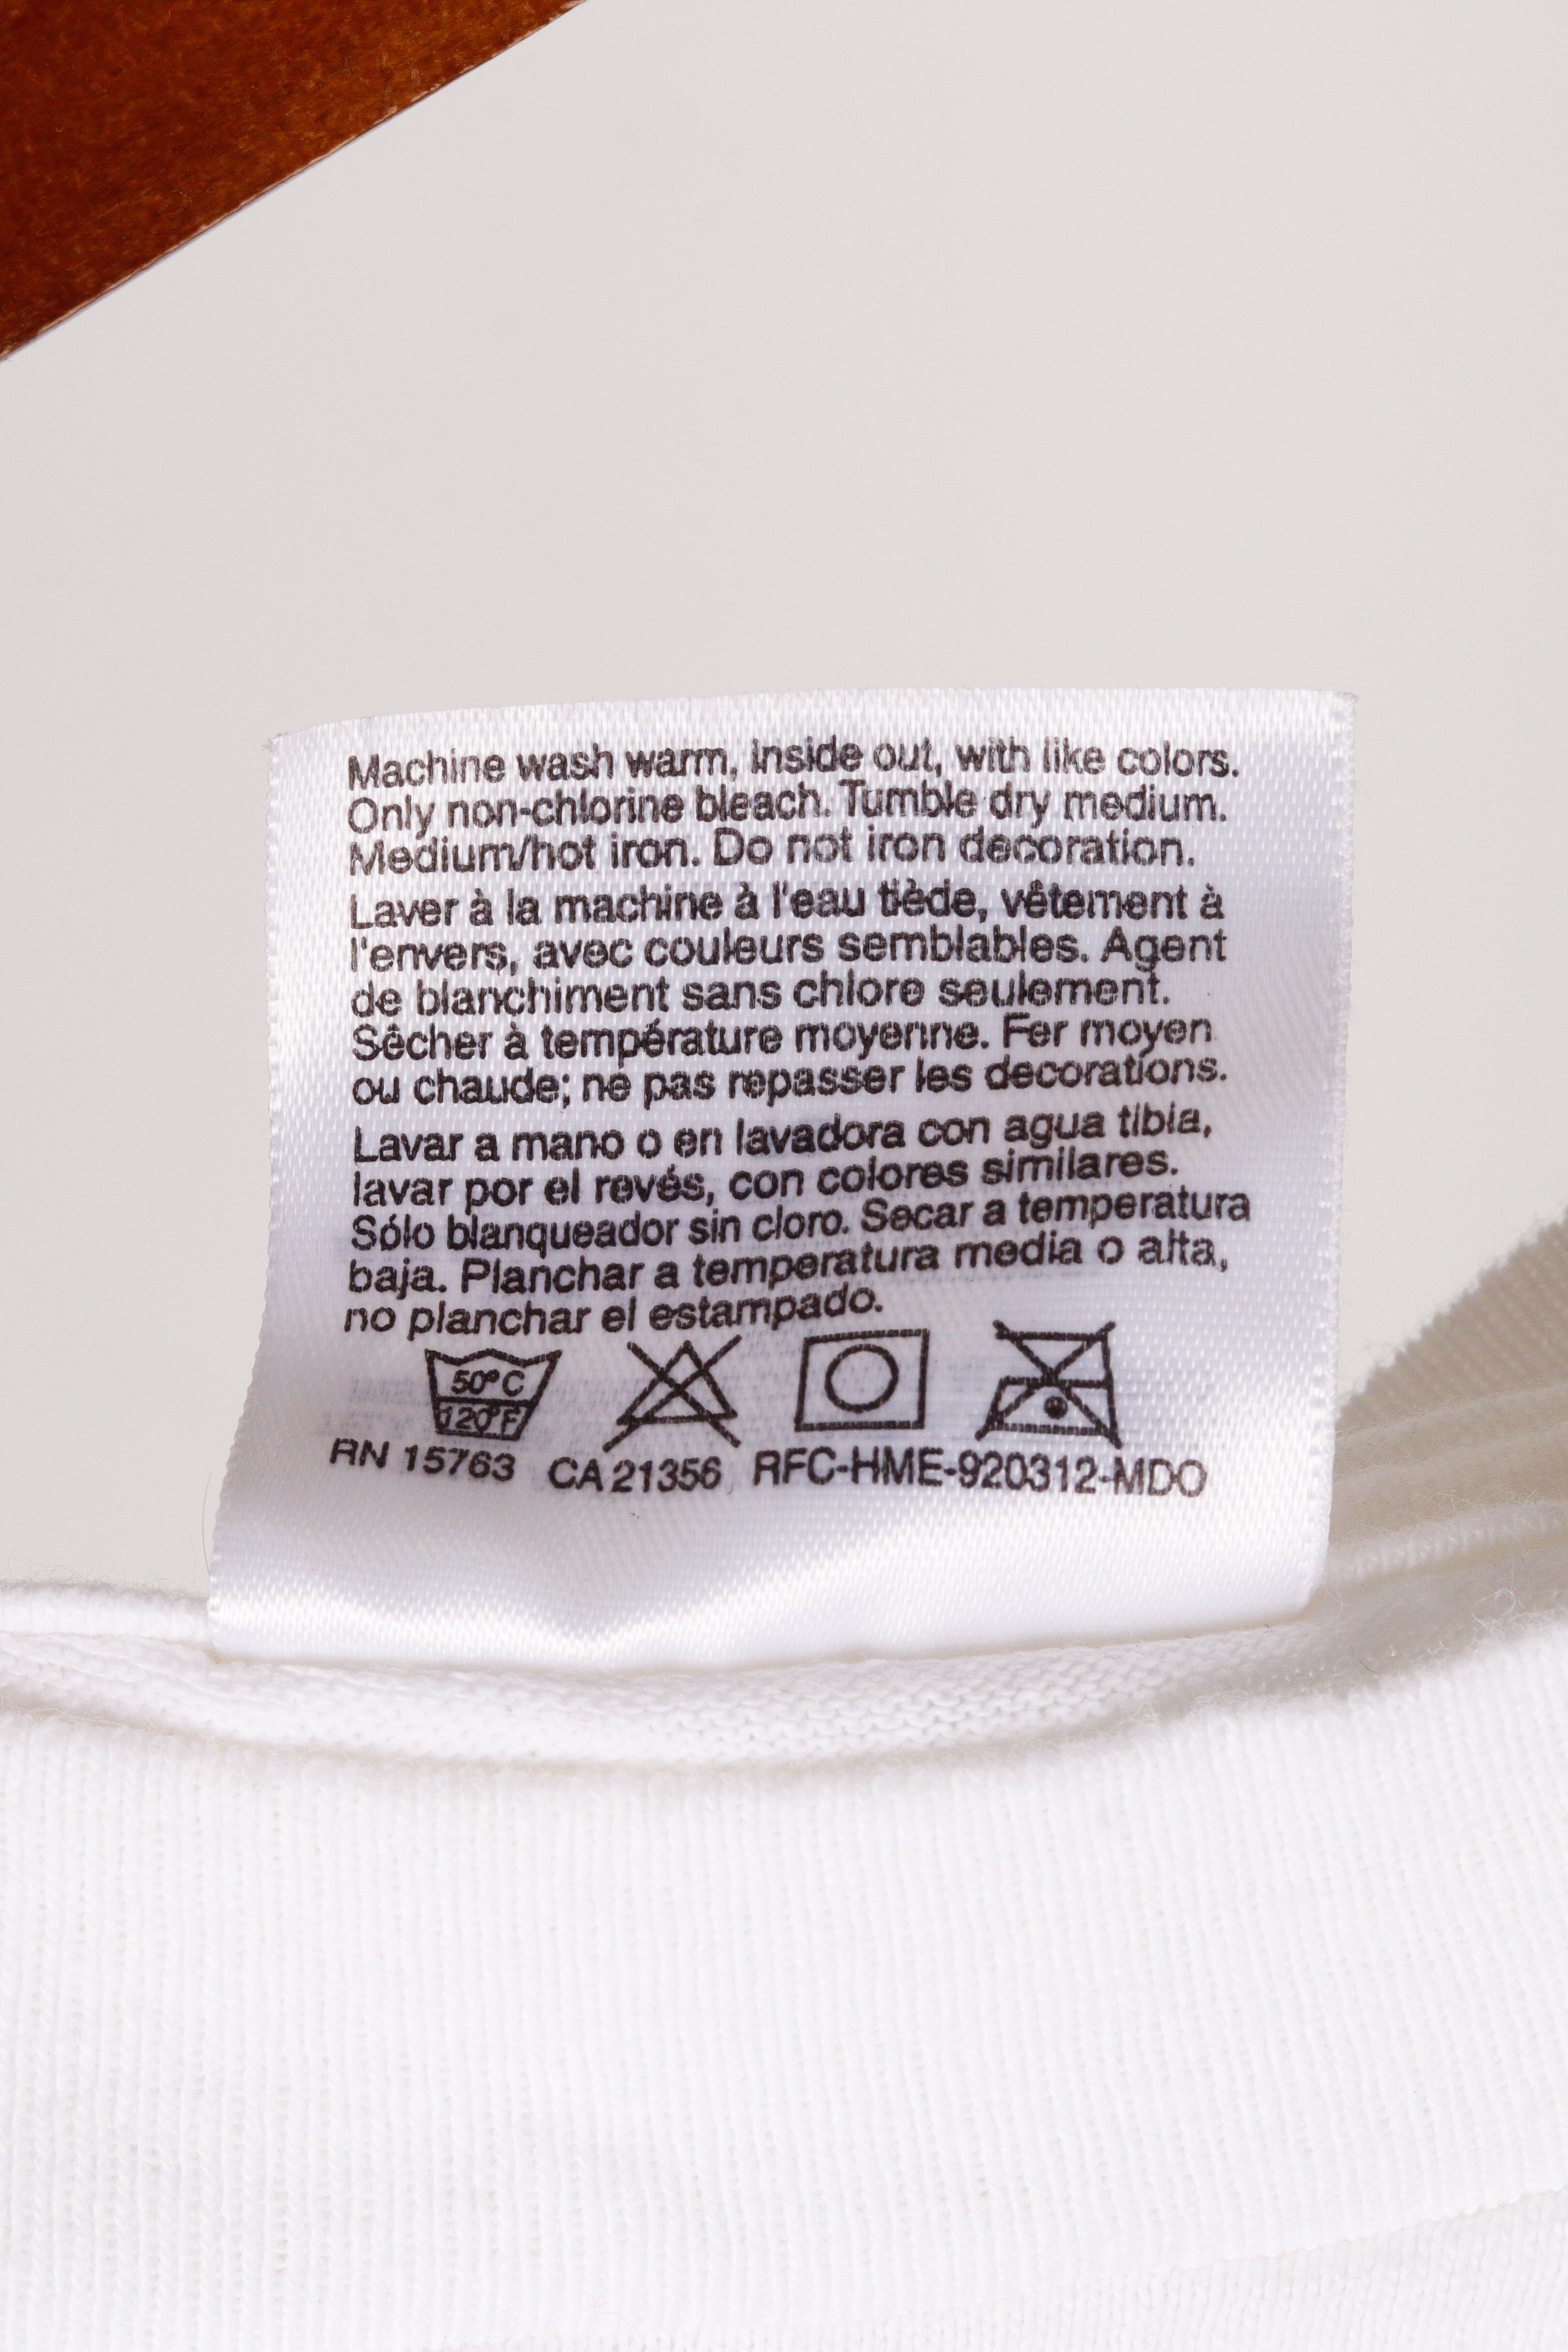 Machine wash warm, inside out, with like colors.
Only non-chlorine bleach. Tumble dry medium.
Medium/hot iron. Do not iron decoration.
Laver à la machine à l'eau tiède, vêtement à
l'envers, avec couleurs semblables. Agent
de blanchiment sans chlore seulement.
Sêcher à température moyenne. Fer moyen
ou chaude; ne pas repasser les decorations.
Lavar a mano o en lavadora con agua tibia,
lavar por el revés, con colores similares.
Sólo blanqueador sin cloro. Secar a temperatura
baja. Planchar a temperatura media o alta,
no planchar el estampado.
50°C
120°F
RN 15763 CA 21356 RFC-HME-920312-MDO